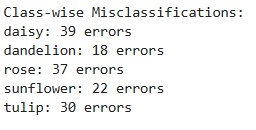 Class-wise Misclassifications:
daisy: 39 errors
dandelion: 18 errors
rose: 37 errors
sunflower: 22 errors
tulip: 30 errors